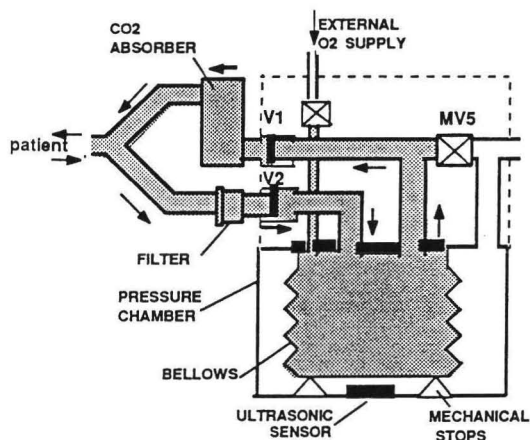 CO2
ABSORBER
EXTERNAL
O2 SUPPLY
V1
MV5
patient
V2
FILTER
PRESSURE
CHAMBER
BELLOWS
ULTRASONIC
SENSOR
MECHANICAL
STOPS